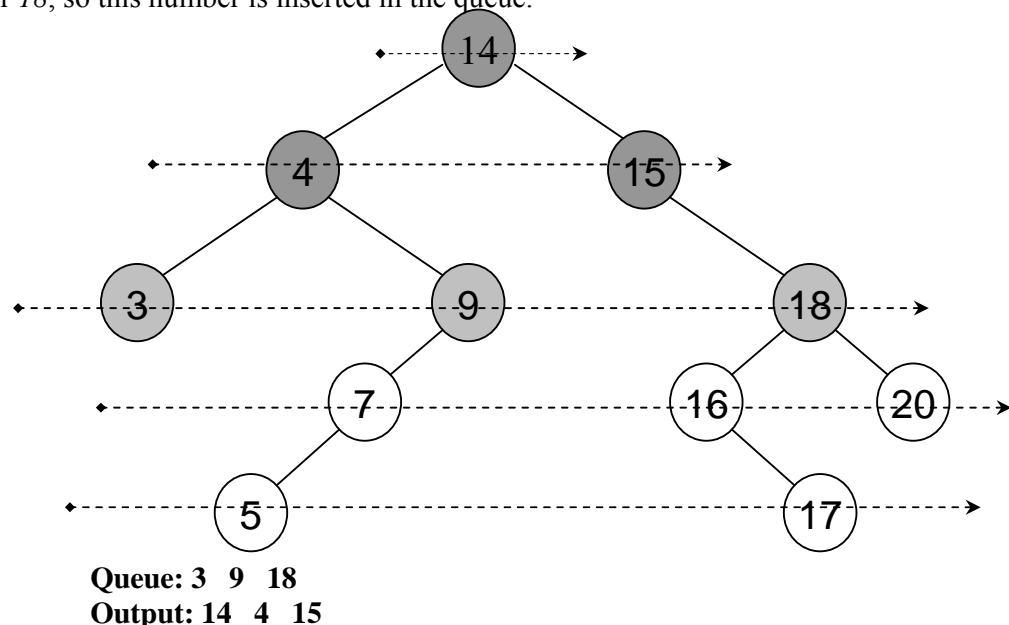 18, so this number is inserted in the queue.
14
4 15
3 9 18
7 16 20
5 17
Queue: 3 9 18
Output: 14 4 15